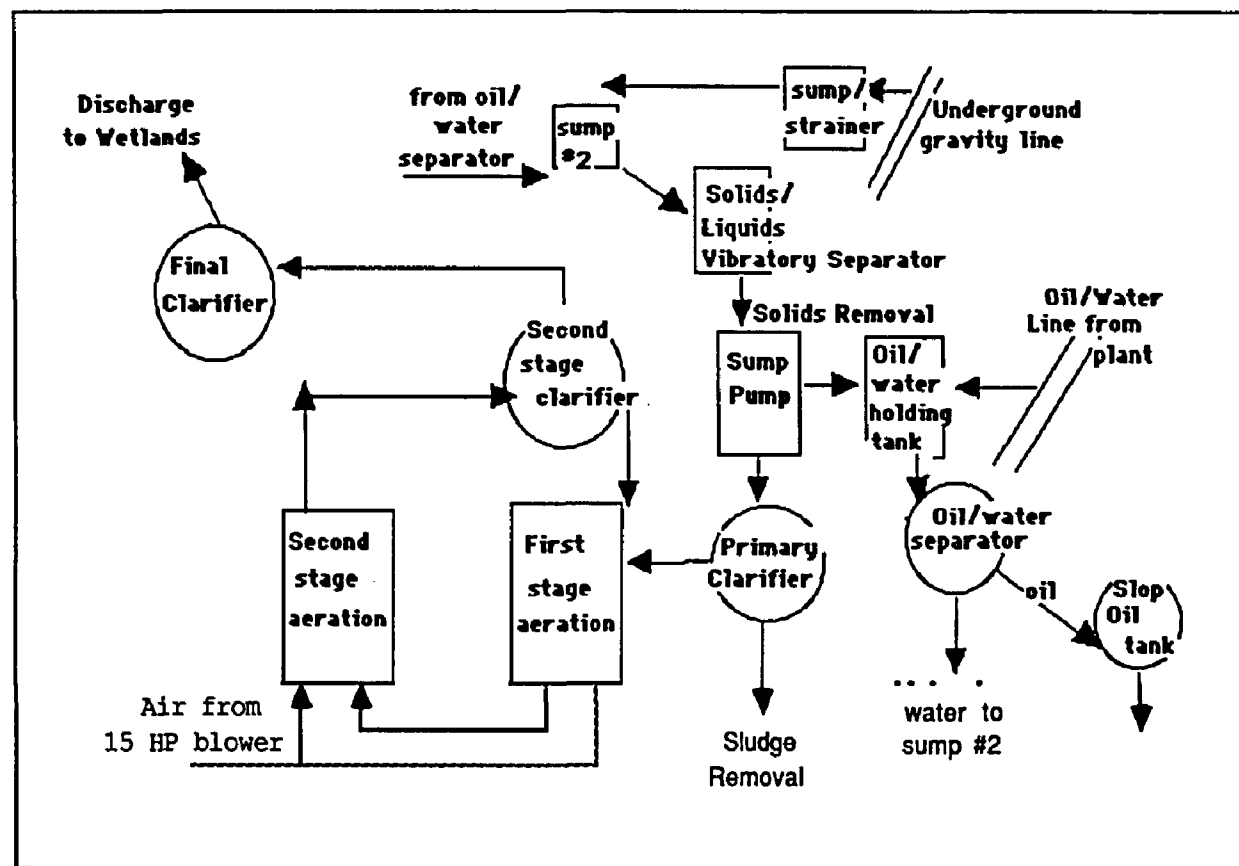 Discharge
to Wetlands
from oil/
water
separator
sump
#2
sump/
strainer
Underground
gravity line
Solids/
Liquids
Vibratory Separator
Final
Clarifier
Second
stage
clarifier
Solids Removal
Sump
Pump
Oil/
water
holding
tank
Oil/Water
Line from
plant
Second
stage
aeration
First
stage
aeration
Primary
Clarifier
Oil/water
separator
oil
Slop
Oil
tank
Air from
15 HP blower
Sludge
Removal
water to
sump #2